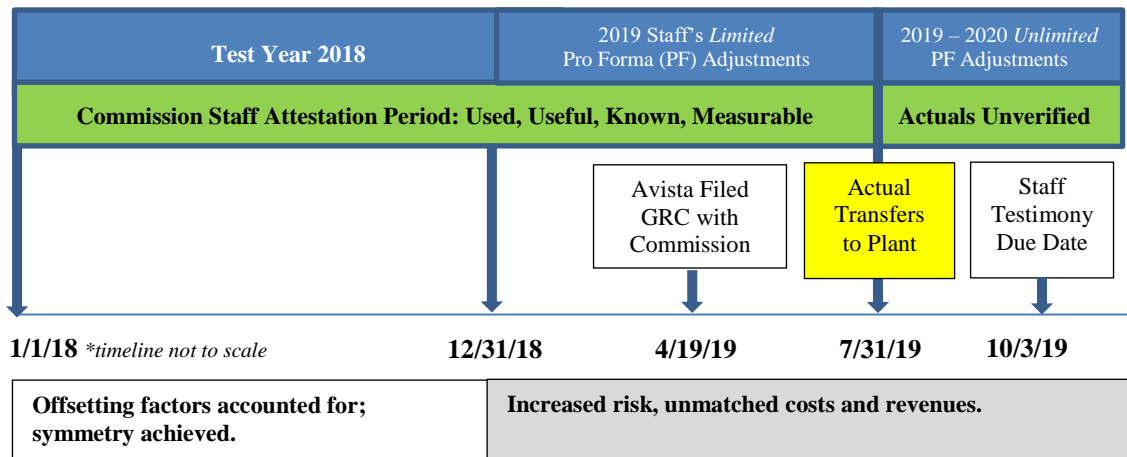 Test Year 2018
2019 Staff’s Limited
Pro Forma (PF) Adjustments
2019 – 2020 Unlimited
PF Adjustments
Commission Staff Attestation Period: Used, Useful, Known, Measurable
Actuals Unverified
Avista Filed
GRC with
Commission
Actual
Transfers
to Plant
Staff
Testimony
Due Date
1/1/18 *timeline not to scale
12/31/18
4/19/19
7/31/19
10/3/19
Offsetting factors accounted for;
symmetry achieved.
Increased risk, unmatched costs and revenues.